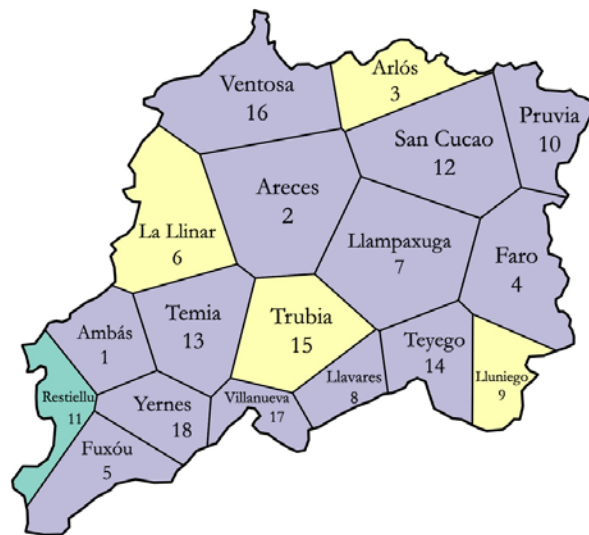 Arlós
3
Ventosa
16
Pruvia
10
San Cucao
12
Areces
2
La Llinar
6
Llampaxuga
7
Faro
4
Temia
13
Trubia
15
Ambás
1
Teyego
14
Lluniego
9
Llavares
8
Restiellu
11
Yernes
18
Villanueva
17
Fuxóu
5